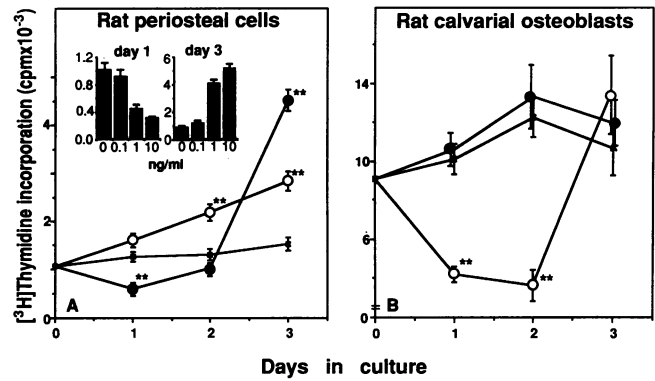 Rat periosteal cells
Rat calvarial osteoblasts
[³H]Thymidine incorporation (cpmx10⁻³)
day 1
day 3
1.2
0.8
0.4
0.0
0 0.1 1 10
6
4
2
0
0 0.1 1 10
ng/ml
**
**
**
**
4
2
0
A
0 1 2 3
14
10
6
0
**
**
B
0 1 2 3
Days in culture